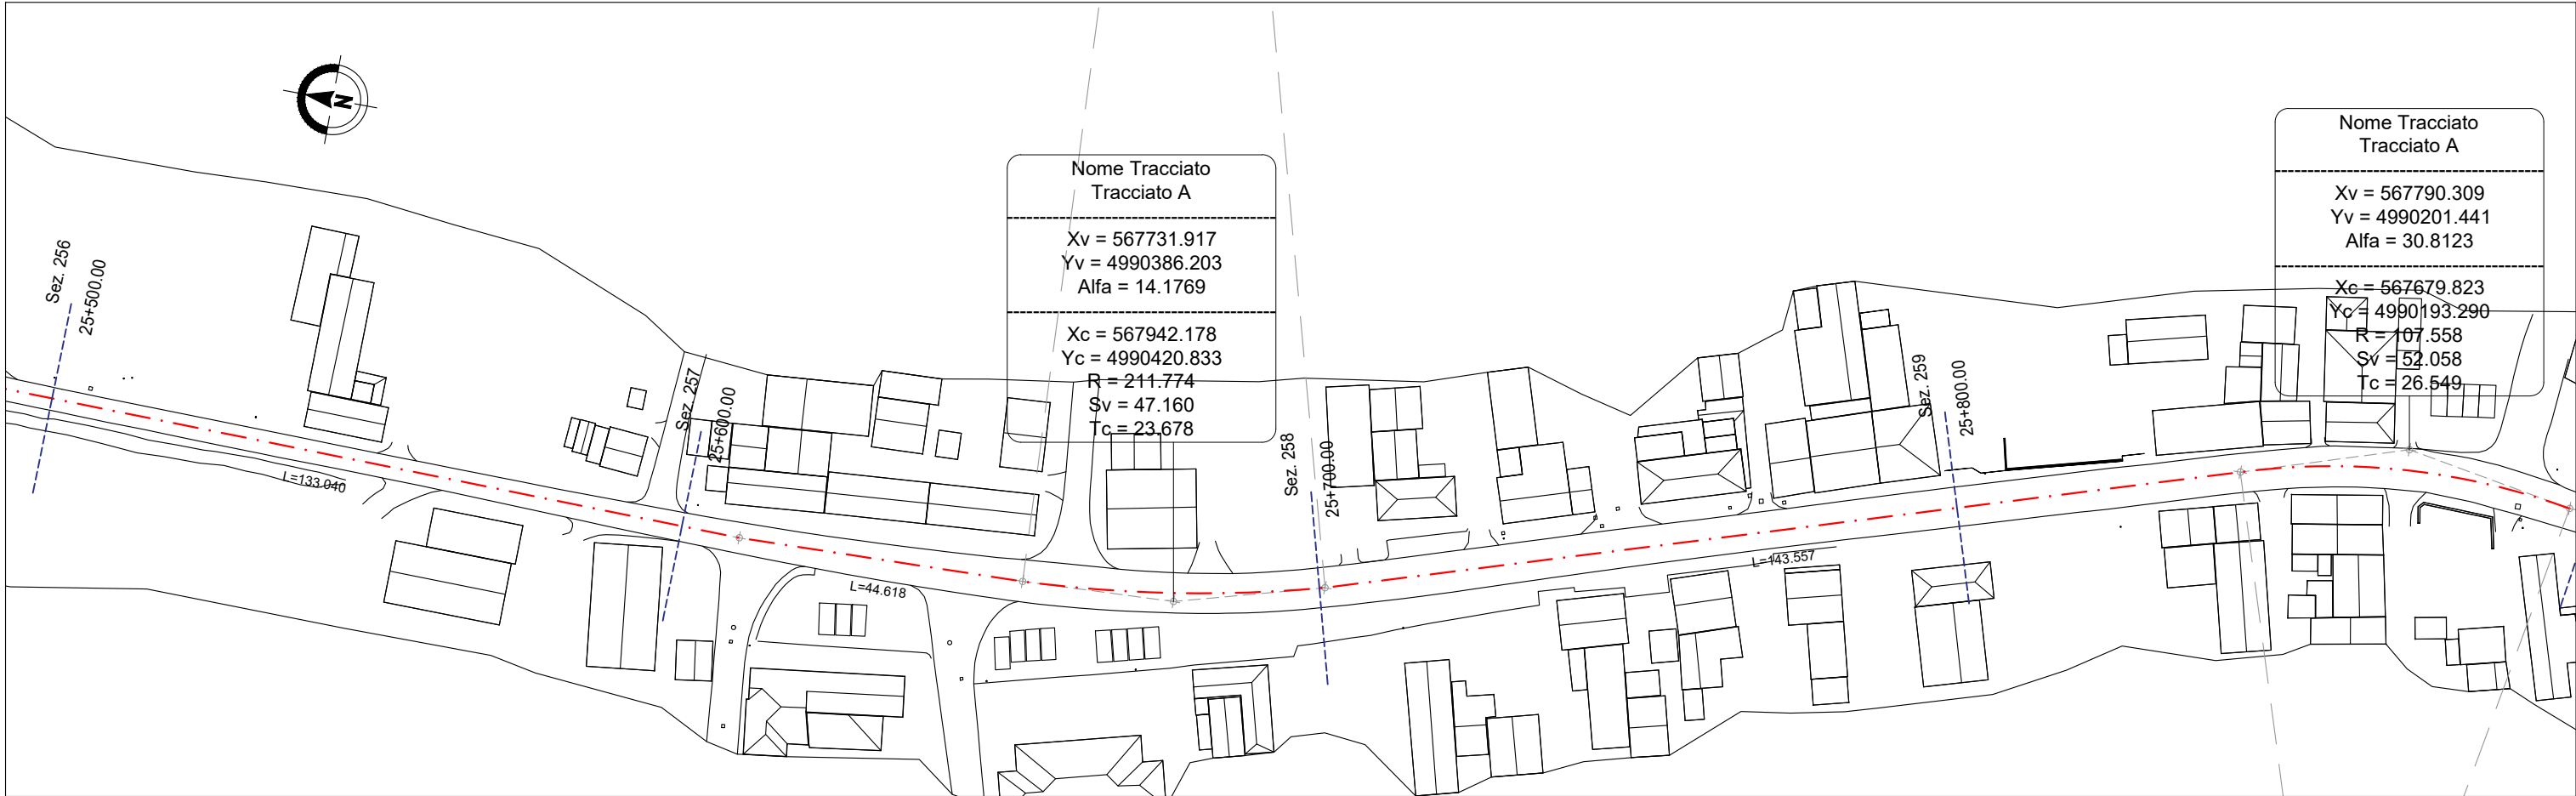 N
Sez. 256
25+500.00
L=133.040
Sez. 257
25+600.00
L=44.618
Nome Tracciato
Tracciato A
Xv = 567731.917
Yv = 4990386.203
Alfa = 14.1769
Xc = 567942.178
Yc = 4990420.833
R = 211.774
Sv = 47.160
Tc = 23.678
Sez. 258
25+700.00
L=143.557
Sez. 259
25+800.00
Nome Tracciato
Tracciato A
Xv = 567790.309
Yv = 4990201.441
Alfa = 30.8123
Xc = 567679.823
Yc = 4990193.290
R = 107.558
Sv = 52.058
Tc = 26.549